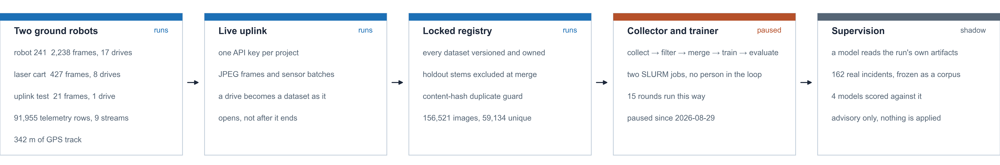 Two ground robots
runs
robot 241  2,238 frames, 17 drives
laser cart  427 frames, 8 drives
uplink test  21 frames, 1 drive
91,955 telemetry rows, 9 streams
342 m of GPS track
Live uplink
runs
one API key per project
JPEG frames and sensor batches
a drive becomes a dataset as it
opens, not after it ends
Locked registry
runs
every dataset versioned and owned
holdout stems excluded at merge
content-hash duplicate guard
156,521 images, 59,134 unique
Collector and trainer
paused
collect → filter → merge → train → evaluate
two SLURM jobs, no person in the loop
15 rounds run this way
paused since 2026-08-29
Supervision
shadow
a model reads the run's own artifacts
162 real incidents, frozen as a corpus
4 models scored against it
advisory only, nothing is applied